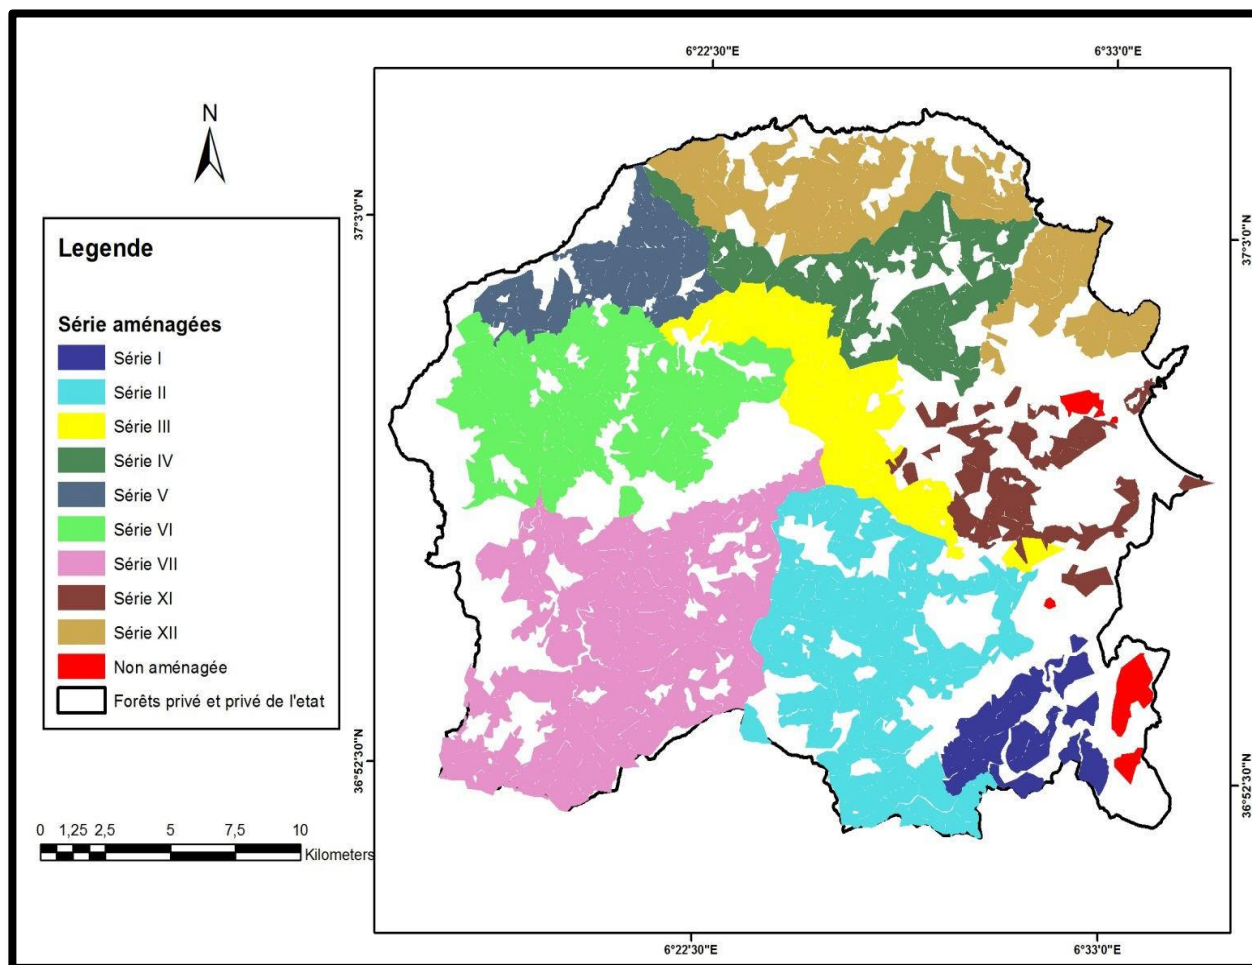 6°22'30"E
6°33'0"E
N
37°3'0"N
37°3'0"N
Legende
Série aménagées
Série I
Série II
Série III
Série IV
Série V
Série VI
Série VII
Série XI
Série XII
Non aménagée
Forêts privé et privé de l'etat
36°52'30"N
36°52'30"N
0 1,25 2,5 5 7,5 10
Kilometers
6°22'30"E
6°33'0"E